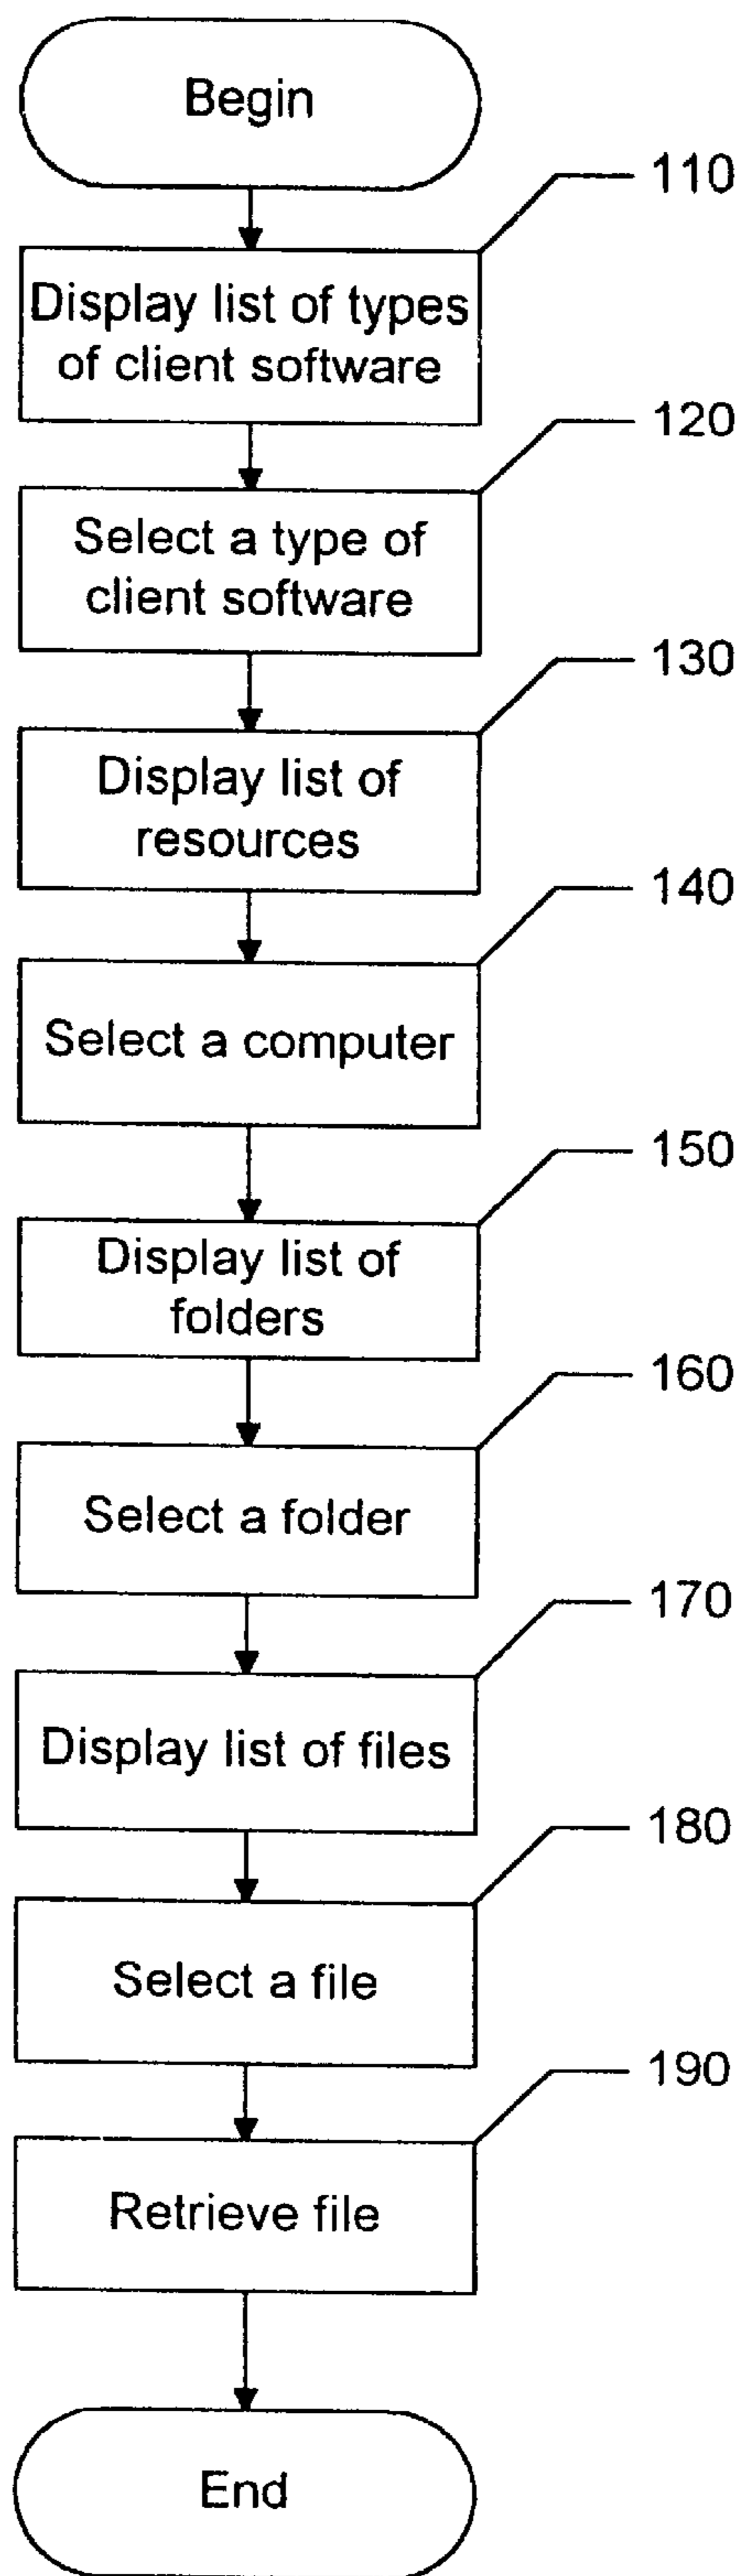 Begin
110
Display list of types
of client software
120
Select a type of
client software
130
Display list of
resources
140
Select a computer
150
Display list of
folders
160
Select a folder
170
Display list of files
180
Select a file
190
Retrieve file
End